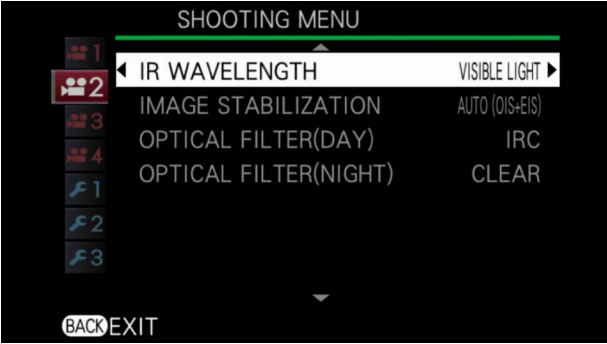 SHOOTING MENU
1
2
3
4
1
2
3
IR WAVELENGTH VISIBLE LIGHT
IMAGE STABILIZATION AUTO (OIS+EIS)
OPTICAL FILTER(DAY) IRC
OPTICAL FILTER(NIGHT) CLEAR
BACK EXIT